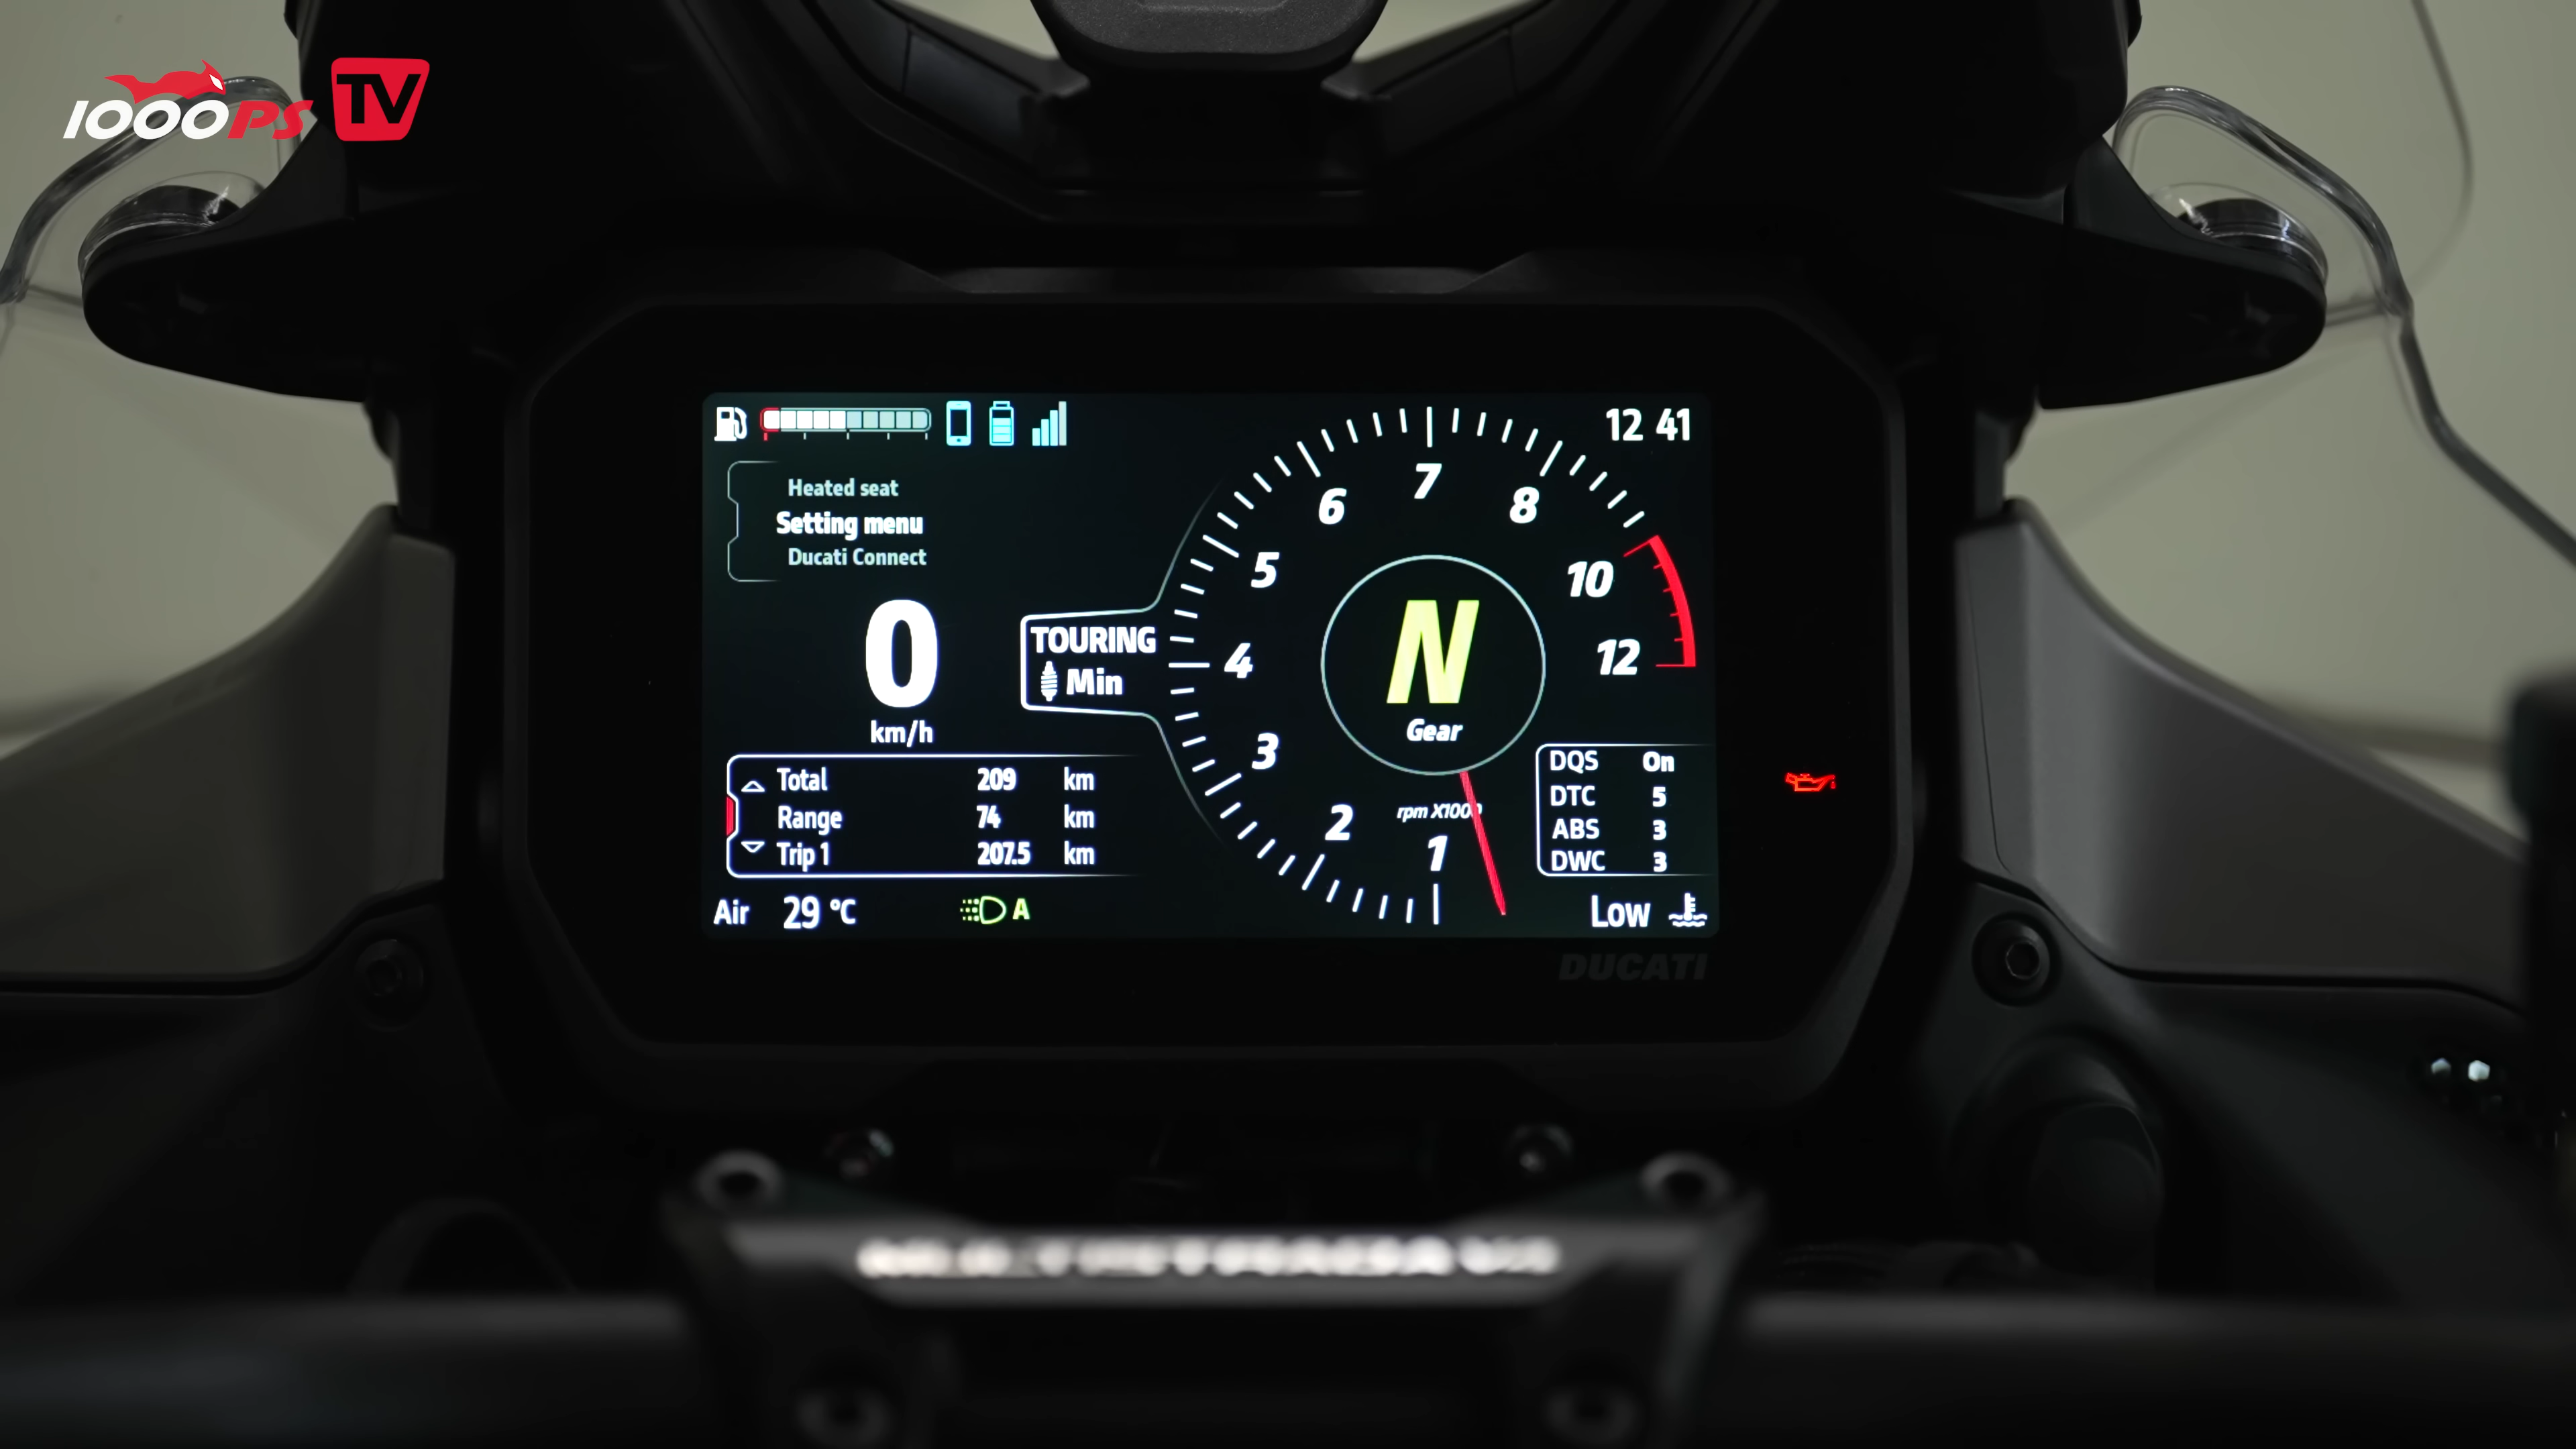 1000PS TV
12 41
Heated seat
Setting menu
Ducati Connect
0
km/h
TOURING
Min
1
2
3
4
5
6
7
8
10
12
N
Gear
rpm X1000
Total 209 km
Range 74 km
Trip 1 207.5 km
DQS On
DTC 5
ABS 3
DWC 3
Air 29 °C
A
Low
DUCATI